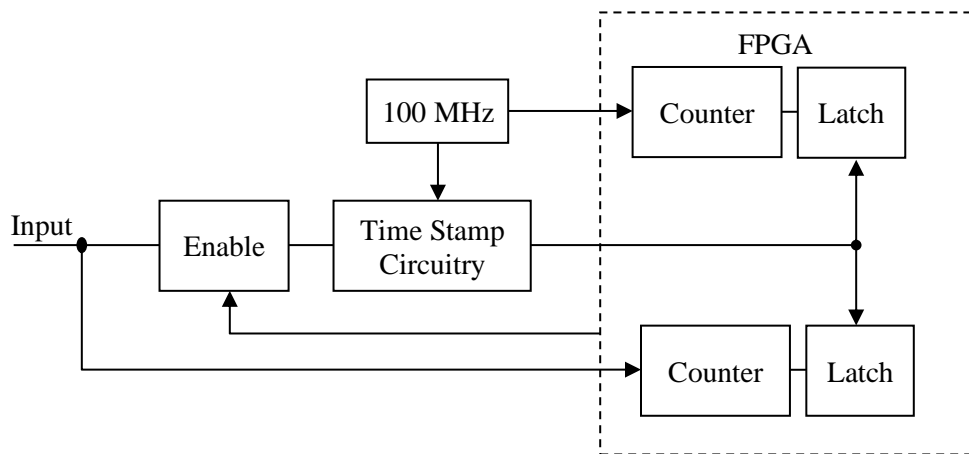 FPGA
100 MHz
Counter
Latch
Input
Enable
Time Stamp
Circuitry
Counter
Latch